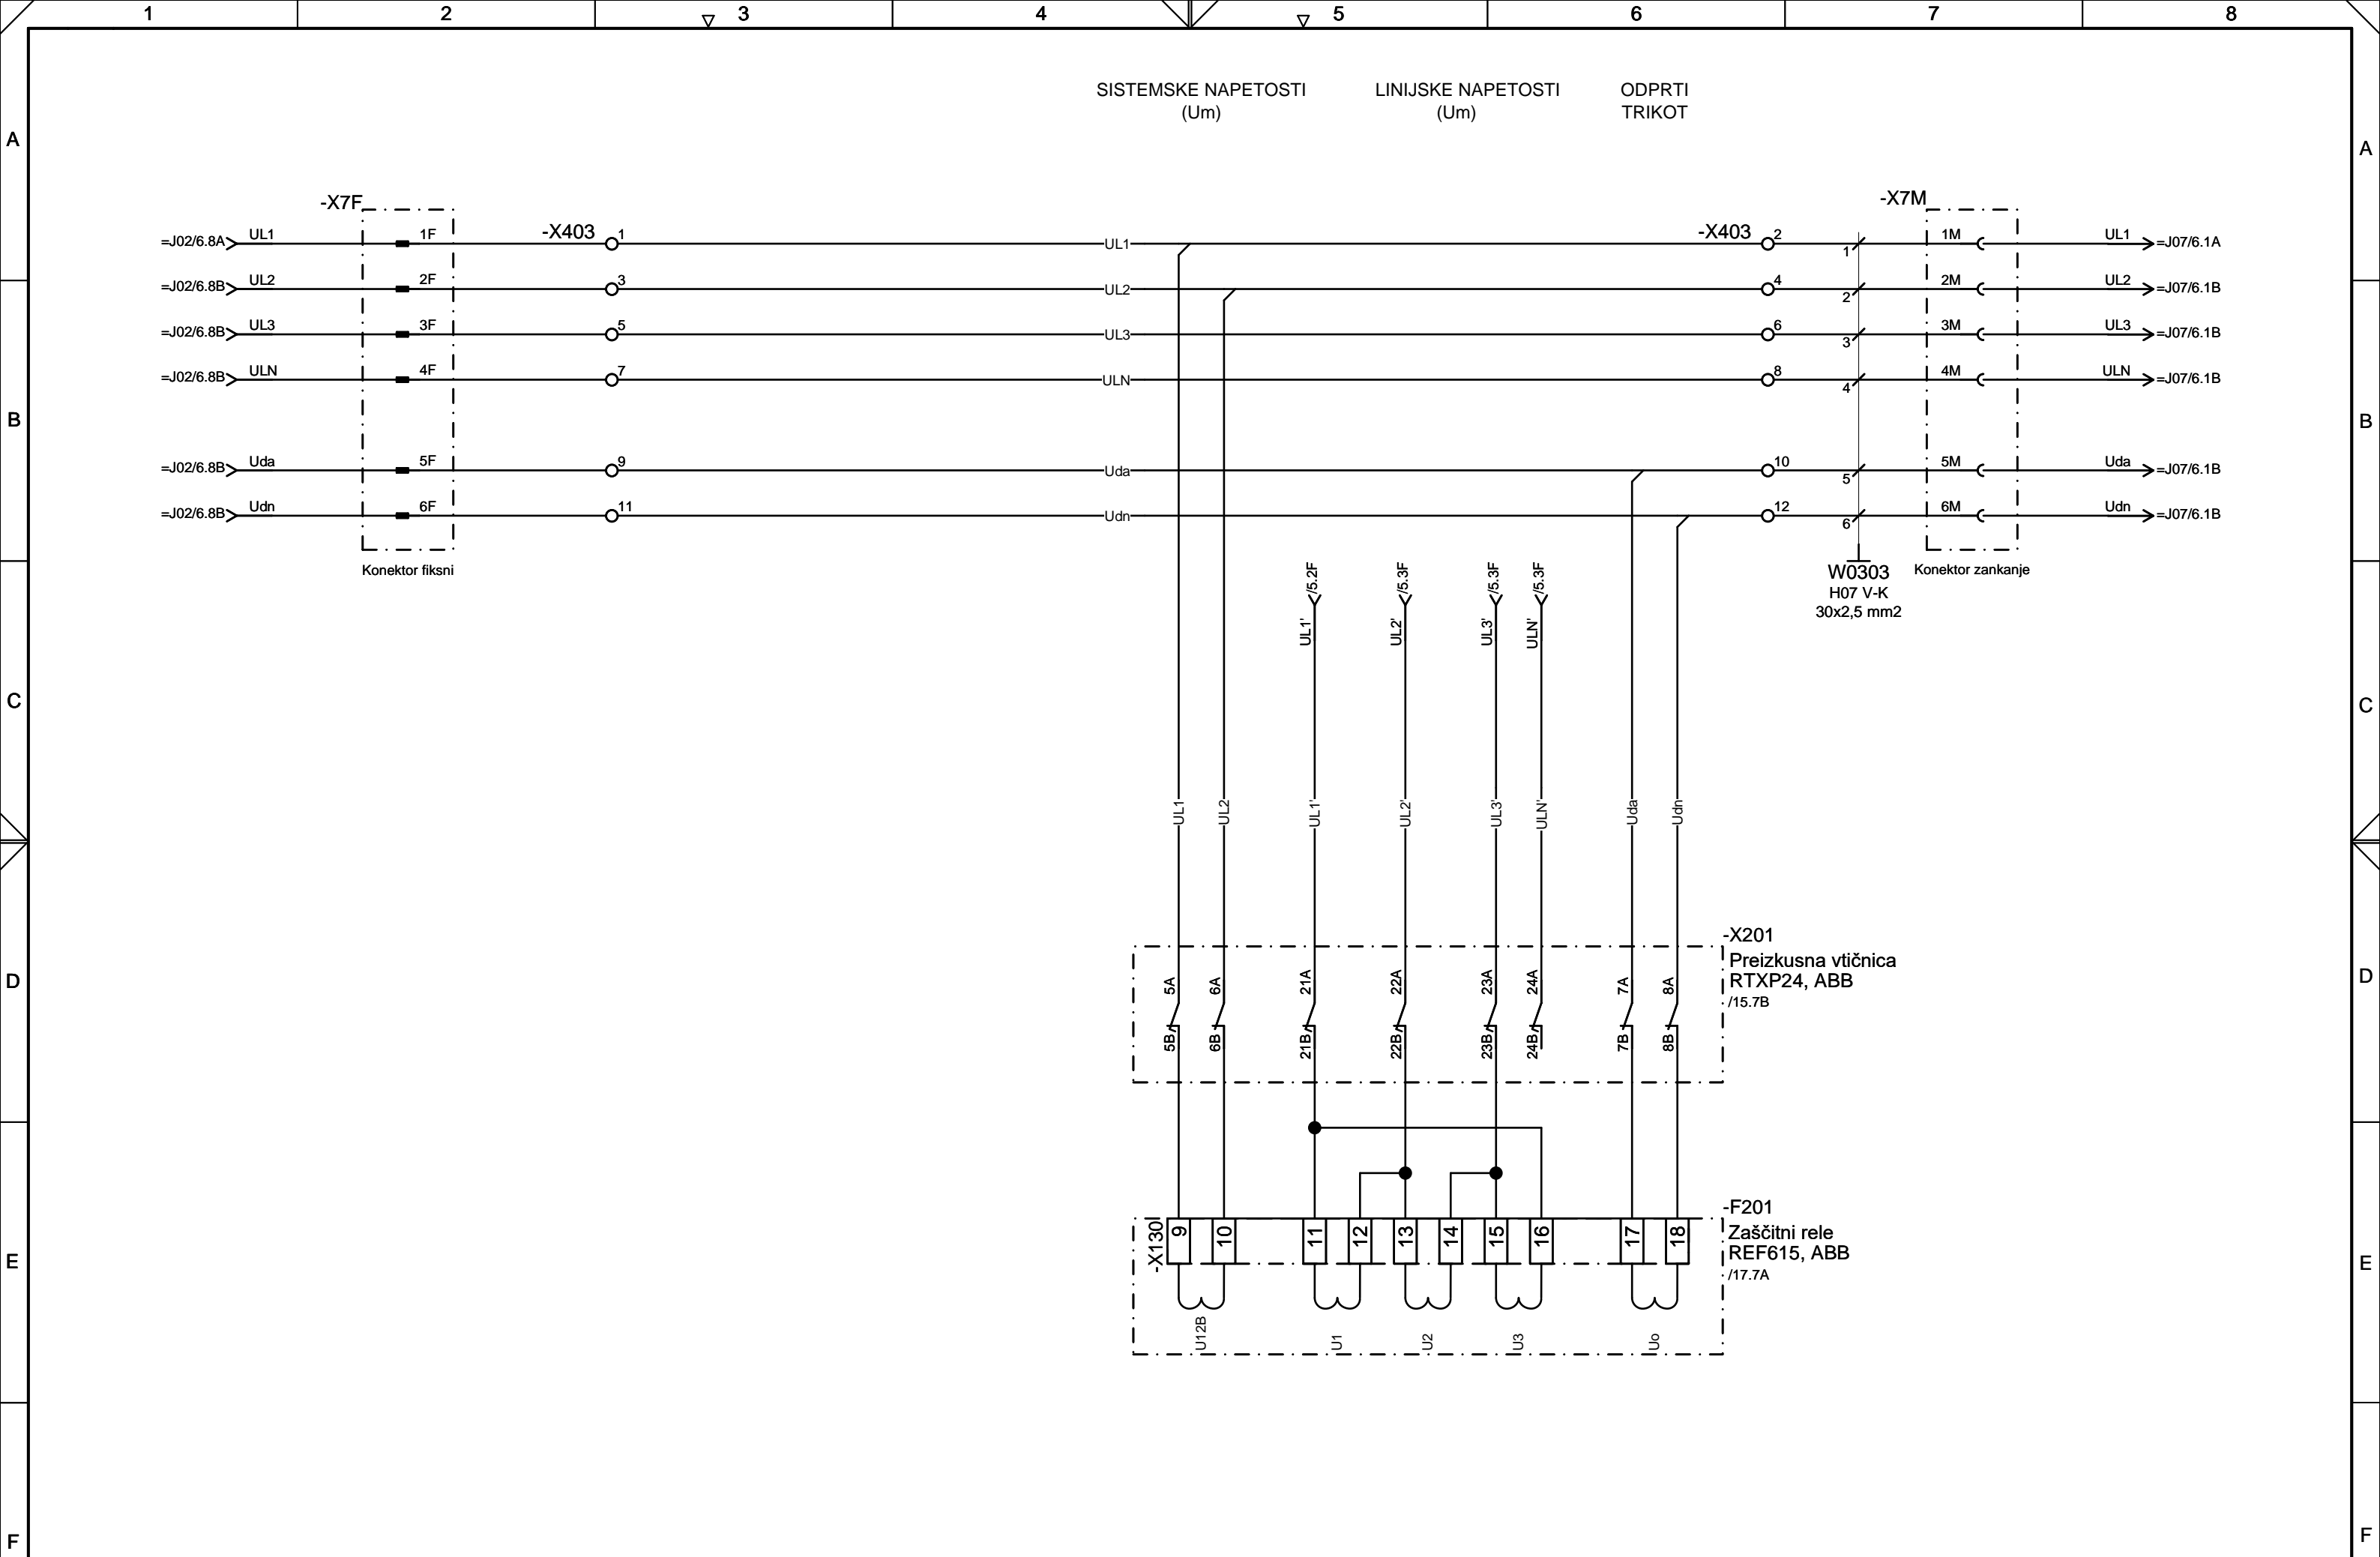 1 2 3 4 5 6 7 8
SISTEMSKE NAPETOSTI
(Um)
LINIJSKE NAPETOSTI
(Um)
ODPRTI
TRIKOT
A A
-X7F -X7M
=J02/6.8A UL1 1F -X403 1 UL1 -X403 2 1 1M UL1 =J07/6.1A
=J02/6.8B UL2 2F 3 UL2 4 2 2M UL2 =J07/6.1B
=J02/6.8B UL3 3F 5 UL3 6 3 3M UL3 =J07/6.1B
=J02/6.8B ULN 4F 7 ULN 8 4 4M ULN =J07/6.1B
B B
=J02/6.8B Uda 5F 9 Uda 10 5 5M Uda =J07/6.1B
=J02/6.8B Udn 6F 11 Udn 12 6 6M Udn =J07/6.1B
Konektor fiksni
Konektor zankanje
W0303
H07 V-K
30x2,5 mm2
/5.2F /5.3F /5.3F /5.3F
UL1' UL2' UL3' ULN'
C C
UL1 UL2 UL1' UL2' UL3' ULN' Uda Udn
-X201
Preizkusna vtičnica
RTXP24, ABB
/15.7B
D D
5A 6A 21A 22A 23A 24A 7A 8A
5B 6B 21B 22B 23B 24B 7B 8B
-F201
Zaščitni rele
REF615, ABB
/17.7A
E E
-X130 9 10 11 12 13 14 15 16 17 18
U12B U1 U2 U3 Uo
F F